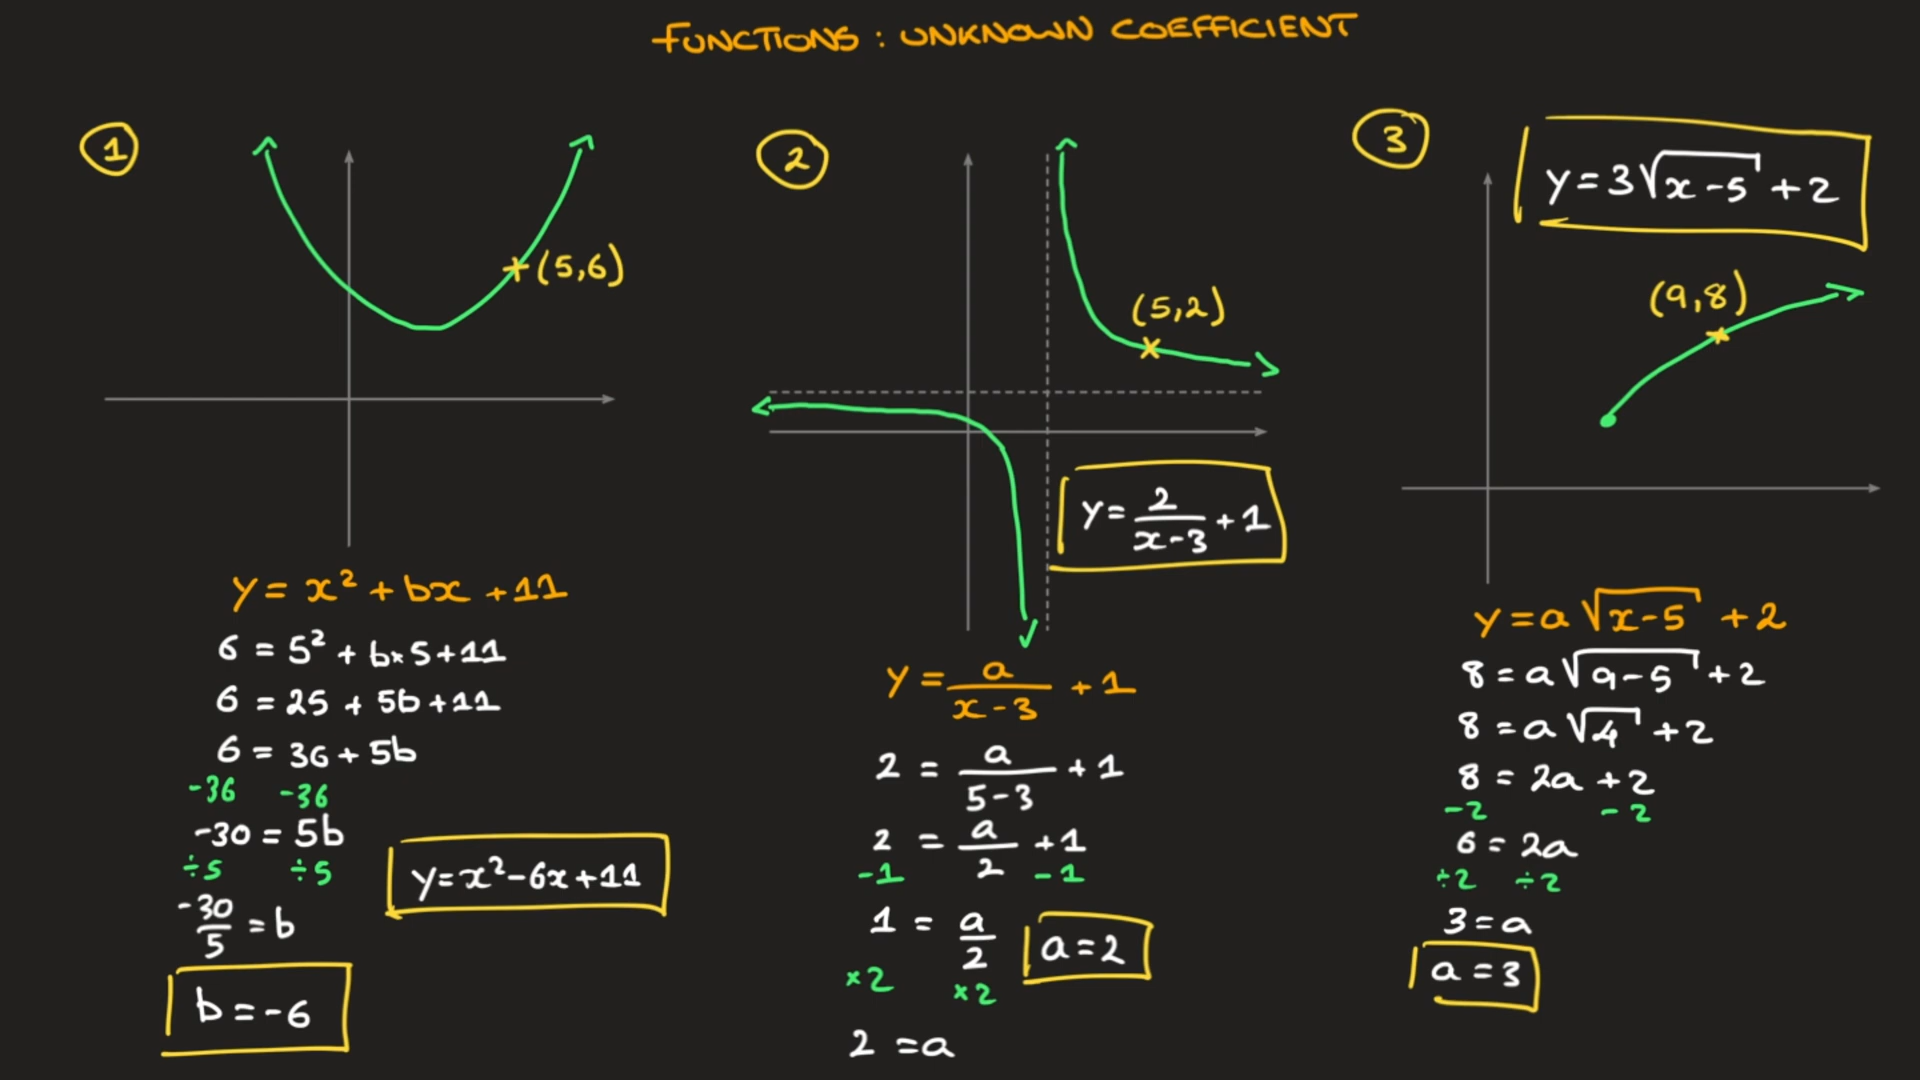 FUNCTIONS : UNKNOWN COEFFICIENT
1
(5,6)
y = x² + bx + 11
6 = 5² + b×5 + 11
6 = 25 + 5b + 11
6 = 36 + 5b
-36 -36
-30 = 5b
÷5 ÷5
-30/5 = b
b = -6
y = x² - 6x + 11
2
(5,2)
y = 2/(x-3) + 1
y = a/(x-3) + 1
2 = a/(5-3) + 1
2 = a/2 + 1
-1 -1
1 = a/2
×2 ×2
2 = a
a = 2
3
y = 3√(x-5) + 2
(9,8)
y = a√(x-5) + 2
8 = a√(9-5) + 2
8 = a√4 + 2
8 = 2a + 2
-2 -2
6 = 2a
÷2 ÷2
3 = a
a = 3